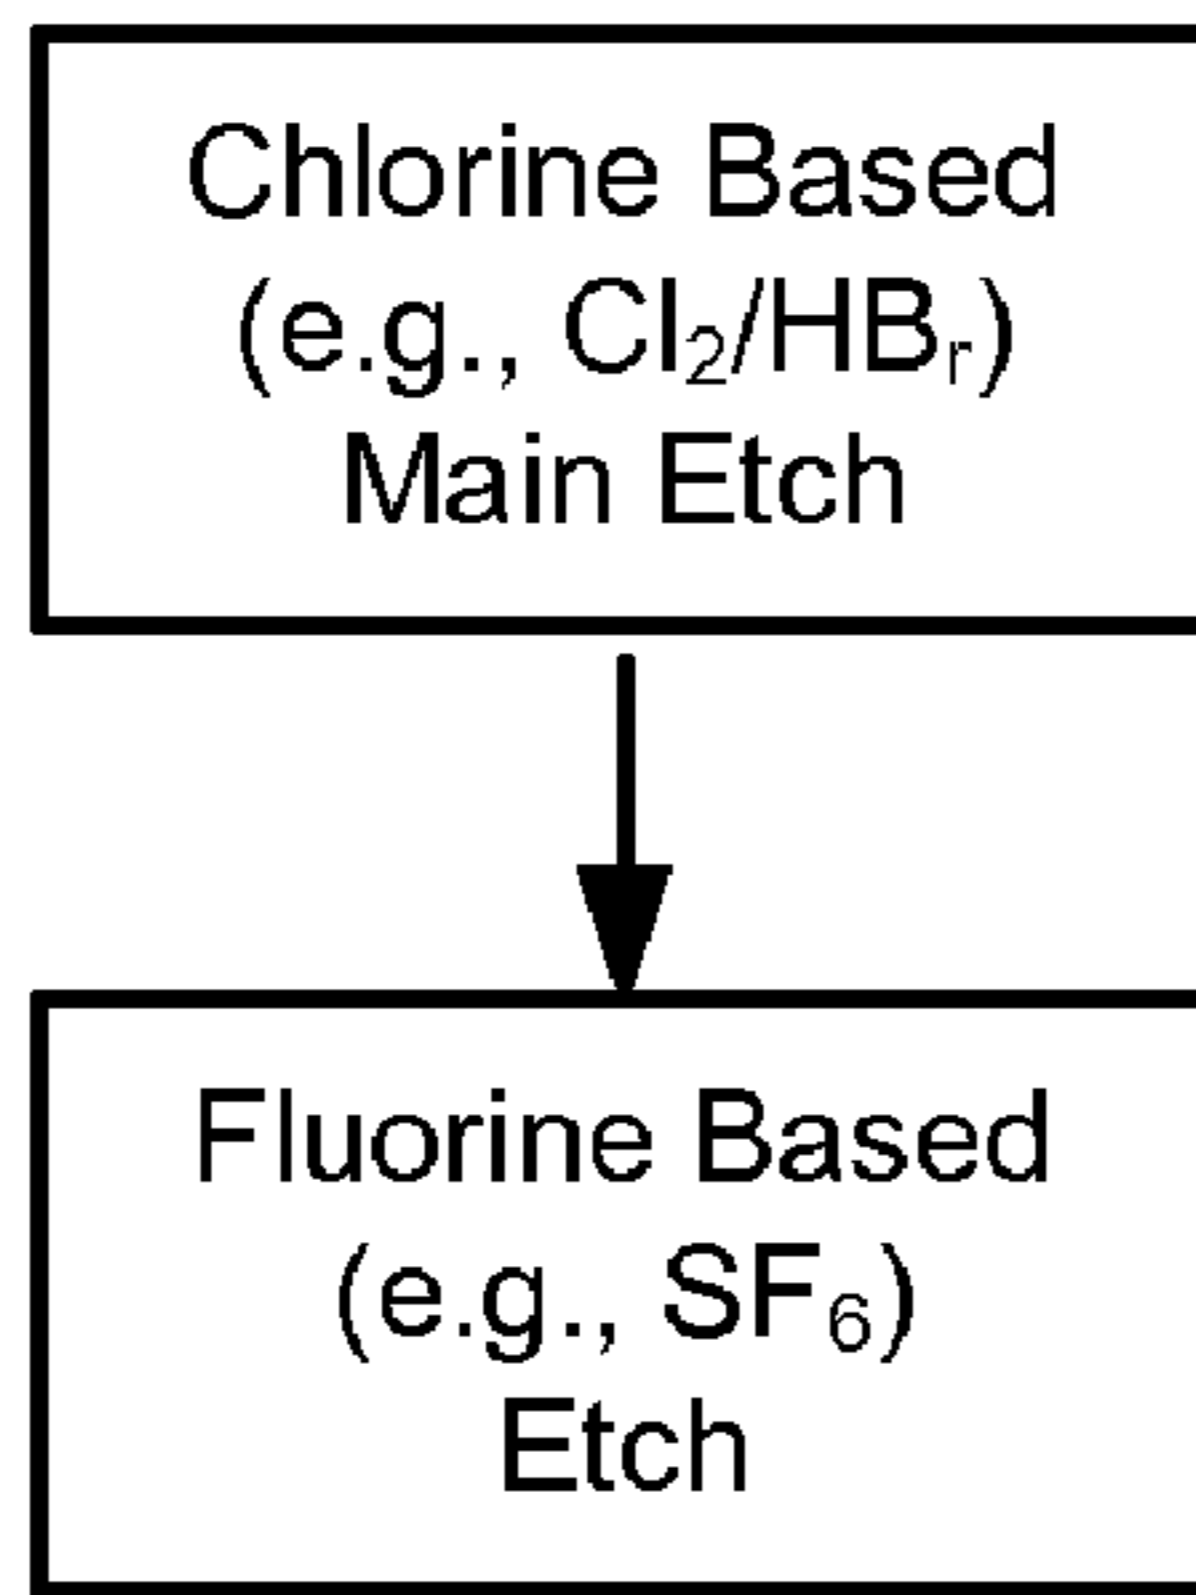 Chlorine Based
(e.g., Cl₂/HBᵣ)
Main Etch
Fluorine Based
(e.g., SF₆)
Etch